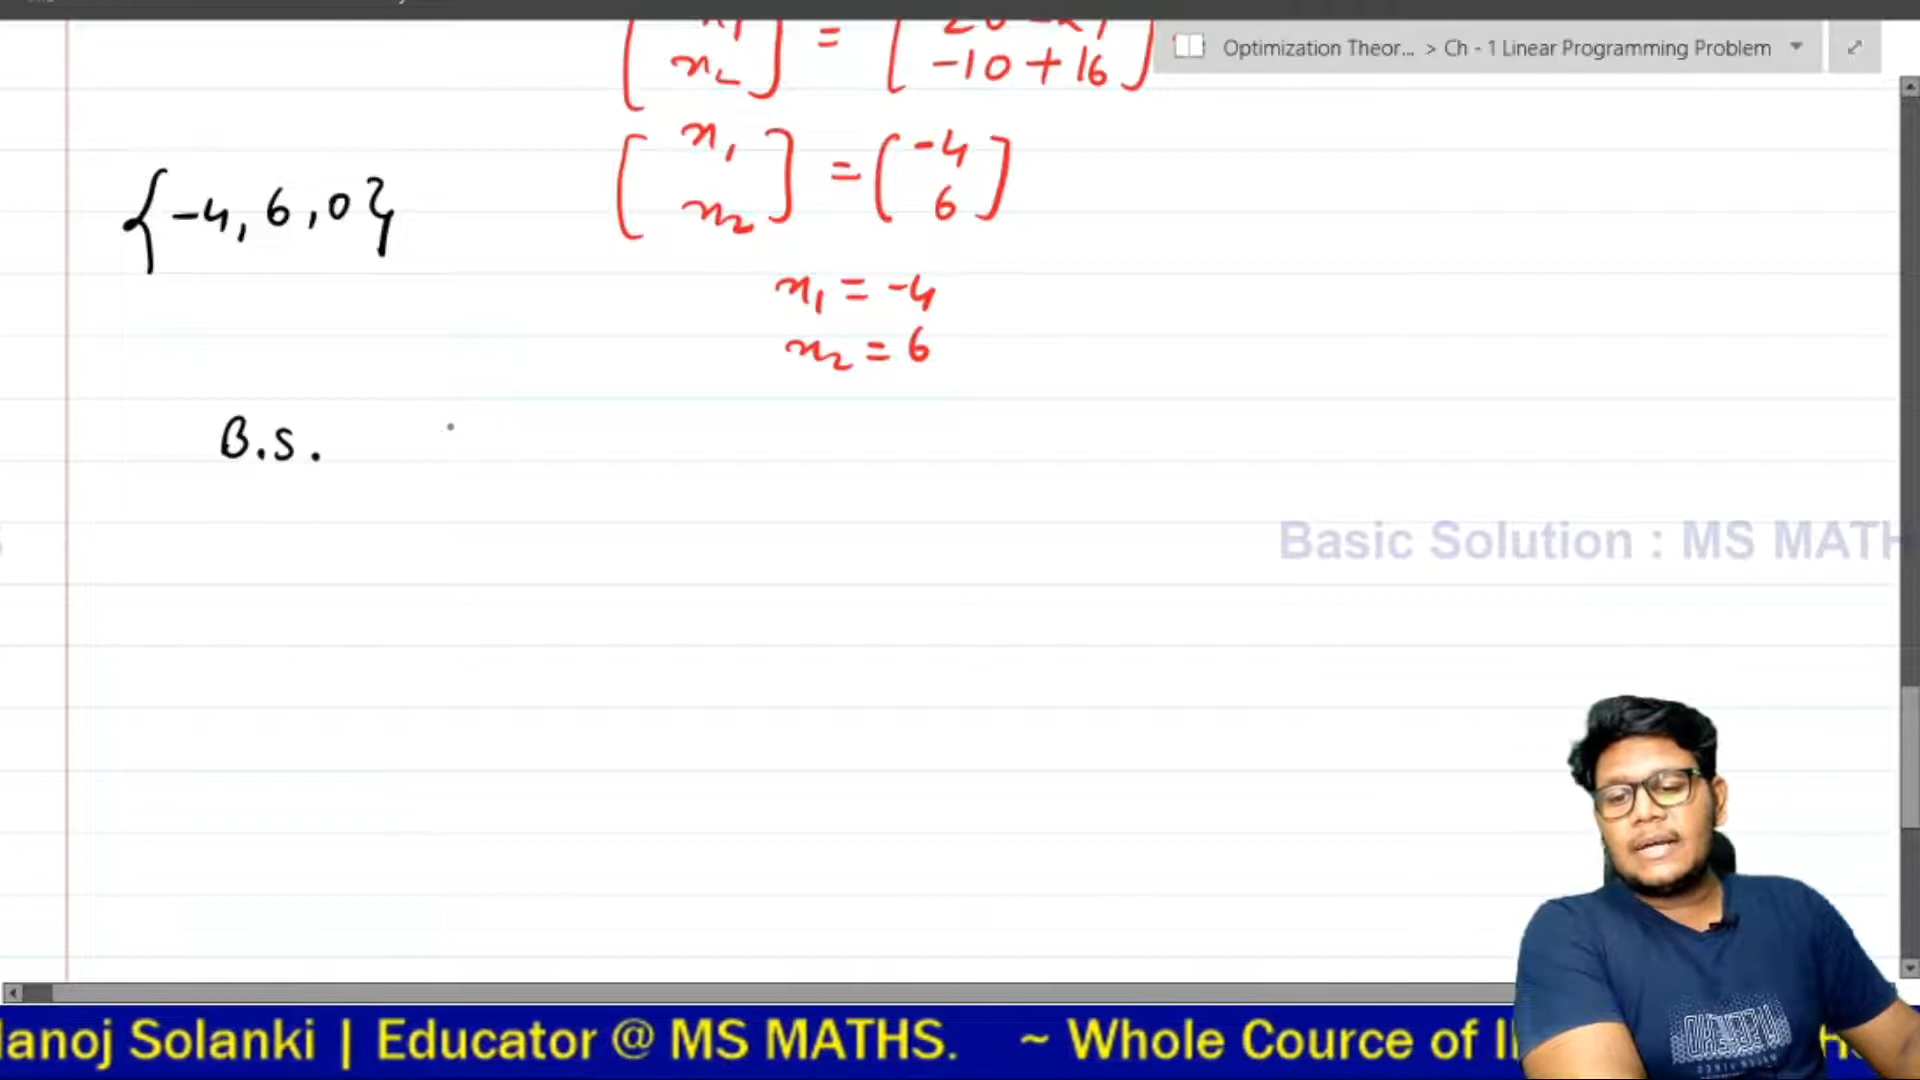 Optimization Theor... > Ch - 1 Linear Programming Problem
x₂ ] = [ -10 + 16 ]
[ x₁ x₂ ] = [ -4 6 ]
{-4, 6, 0}
x₁ = -4
x₂ = 6
B.S.
Basic Solution : MS MATH
anoj Solanki | Educator @ MS MATHS. ~ Whole Cource of